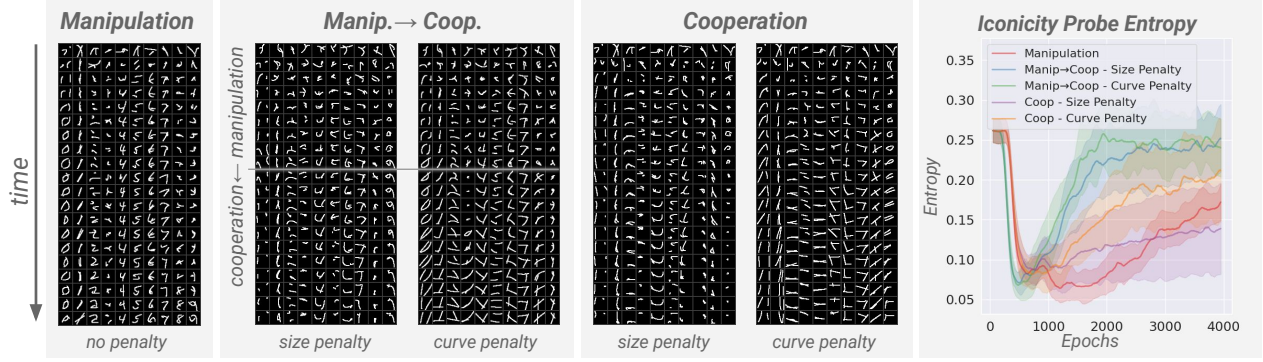 Manipulation
Manip.→ Coop.
Cooperation
Iconicity Probe Entropy
time
cooperation← manipulation
no penalty
size penalty
curve penalty
size penalty
curve penalty
Entropy
0.35
0.30
0.25
0.20
0.15
0.10
0.05
Manipulation
Manip→Coop - Size Penalty
Manip→Coop - Curve Penalty
Coop - Size Penalty
Coop - Curve Penalty
0
1000
2000
3000
4000
Epochs